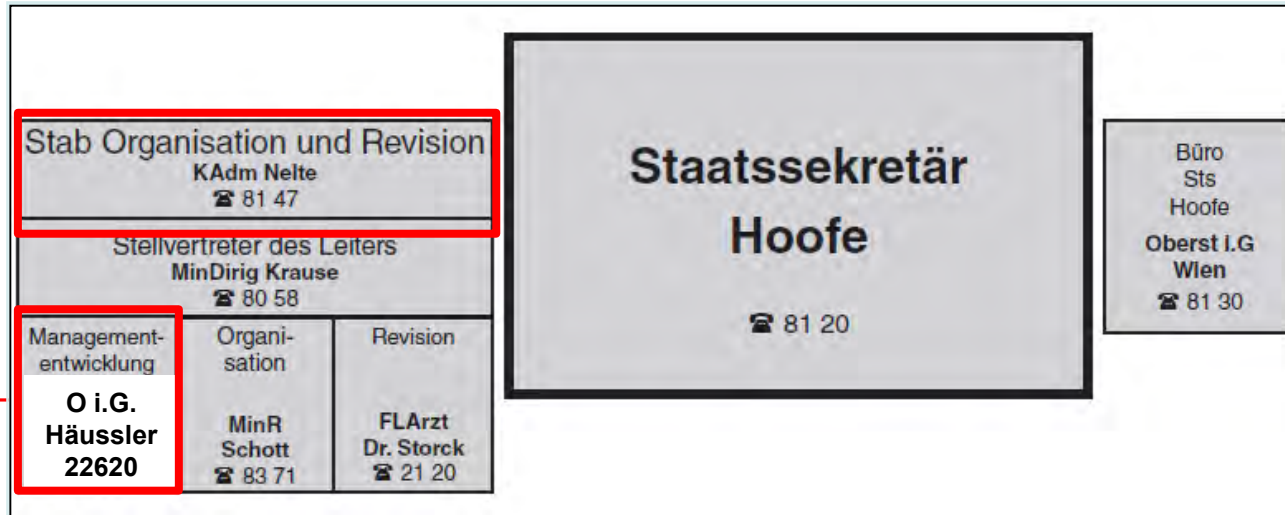 Stab Organisation und Revision
KAdm Nelte
☎ 81 47
Stellvertreter des Leiters
MinDirig Krause
☎ 80 58
Management-
entwicklung
O i.G.
Häussler
22620
Organi-
sation
MinR
Schott
☎ 83 71
Revision
FLArzt
Dr. Storck
☎ 21 20
Staatssekretär
Hoofe
☎ 81 20
Büro
Sts
Hoofe
Oberst i.G
Wien
☎ 81 30